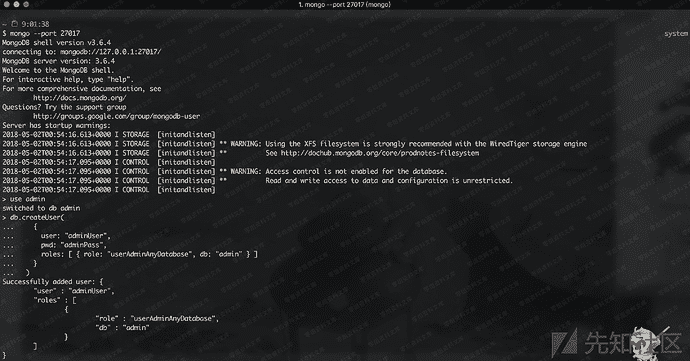 1. mongo --port 27017 (mongo)
~ 9:01:38
$ mongo --port 27017 system
MongoDB shell version v3.6.4
connecting to: mongodb://127.0.0.1:27017/
MongoDB server version: 3.6.4
Welcome to the MongoDB shell.
For interactive help, type "help".
For more comprehensive documentation, see
http://docs.mongodb.org/
Questions? Try the support group
http://groups.google.com/group/mongodb-user
Server has startup warnings:
2018-05-02T00:54:16.613+0000 I STORAGE  [initandlisten]
2018-05-02T00:54:16.613+0000 I STORAGE  [initandlisten] ** WARNING: Using the XFS filesystem is strongly recommended with the WiredTiger storage engine
2018-05-02T00:54:16.613+0000 I STORAGE  [initandlisten] **          See http://dochub.mongodb.org/core/prodnotes-filesystem
2018-05-02T00:54:17.095+0000 I CONTROL  [initandlisten]
2018-05-02T00:54:17.095+0000 I CONTROL  [initandlisten] ** WARNING: Access control is not enabled for the database.
2018-05-02T00:54:17.095+0000 I CONTROL  [initandlisten] **          Read and write access to data and configuration is unrestricted.
2018-05-02T00:54:17.095+0000 I CONTROL  [initandlisten]
> use admin
switched to db admin
> db.createUser(
...   {
...     user: "adminUser",
...     pwd: "adminPass",
...     roles: [ { role: "userAdminAnyDatabase", db: "admin" } ]
...   }
... )
Successfully added user: {
"user" : "adminUser",
"roles" : [
{
"role" : "userAdminAnyDatabase",
"db" : "admin"
}
]
}
先知社区